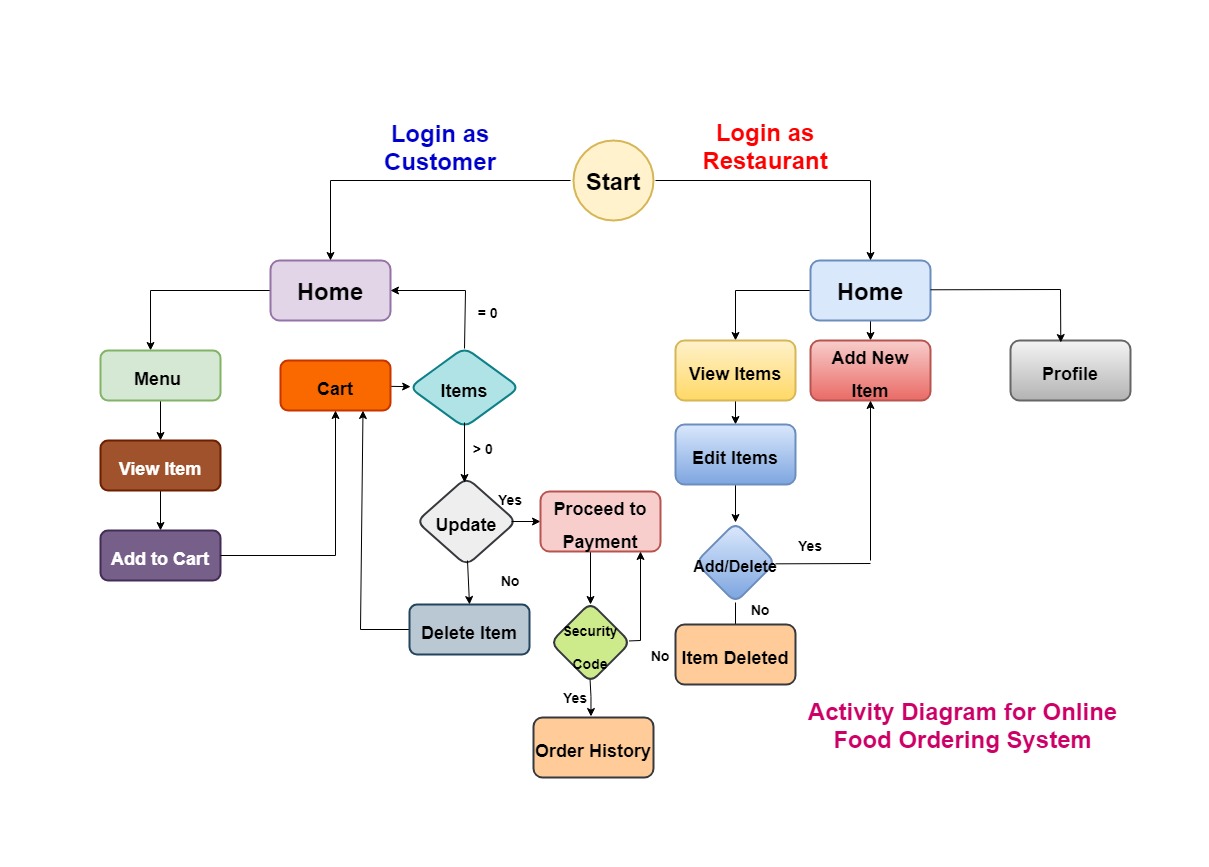 Login as
Customer
Login as
Restaurant
Start
Home
Home
= 0
Menu
Cart
Items
View Items
Add New
Item
Profile
> 0
View Item
Edit Items
Yes
Update
Proceed to
Payment
Add to Cart
Yes
Add/Delete
No
No
Delete Item
Security
Code
No
Item Deleted
Yes
Order History
Activity Diagram for Online
Food Ordering System